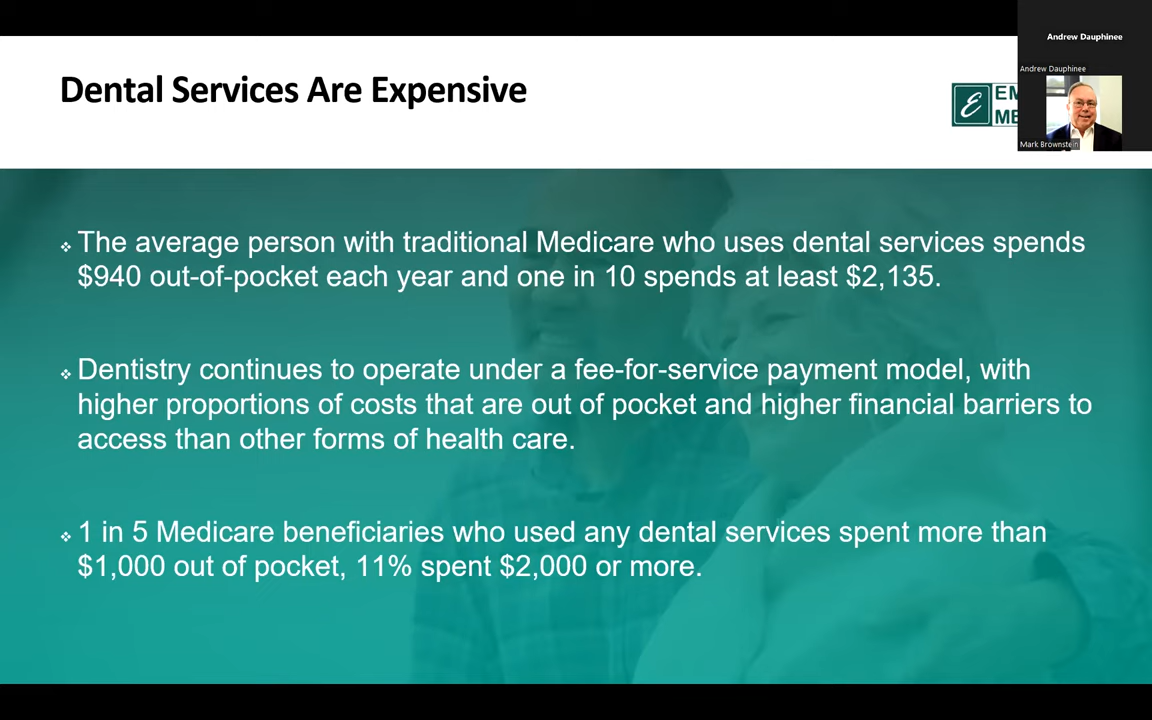 Andrew Dauphinee
Andrew Dauphinee
Mark Brownstein
Dental Services Are Expensive
❖ The average person with traditional Medicare who uses dental services spends
$940 out-of-pocket each year and one in 10 spends at least $2,135.
❖ Dentistry continues to operate under a fee-for-service payment model, with
higher proportions of costs that are out of pocket and higher financial barriers to
access than other forms of health care.
❖ 1 in 5 Medicare beneficiaries who used any dental services spent more than
$1,000 out of pocket, 11% spent $2,000 or more.